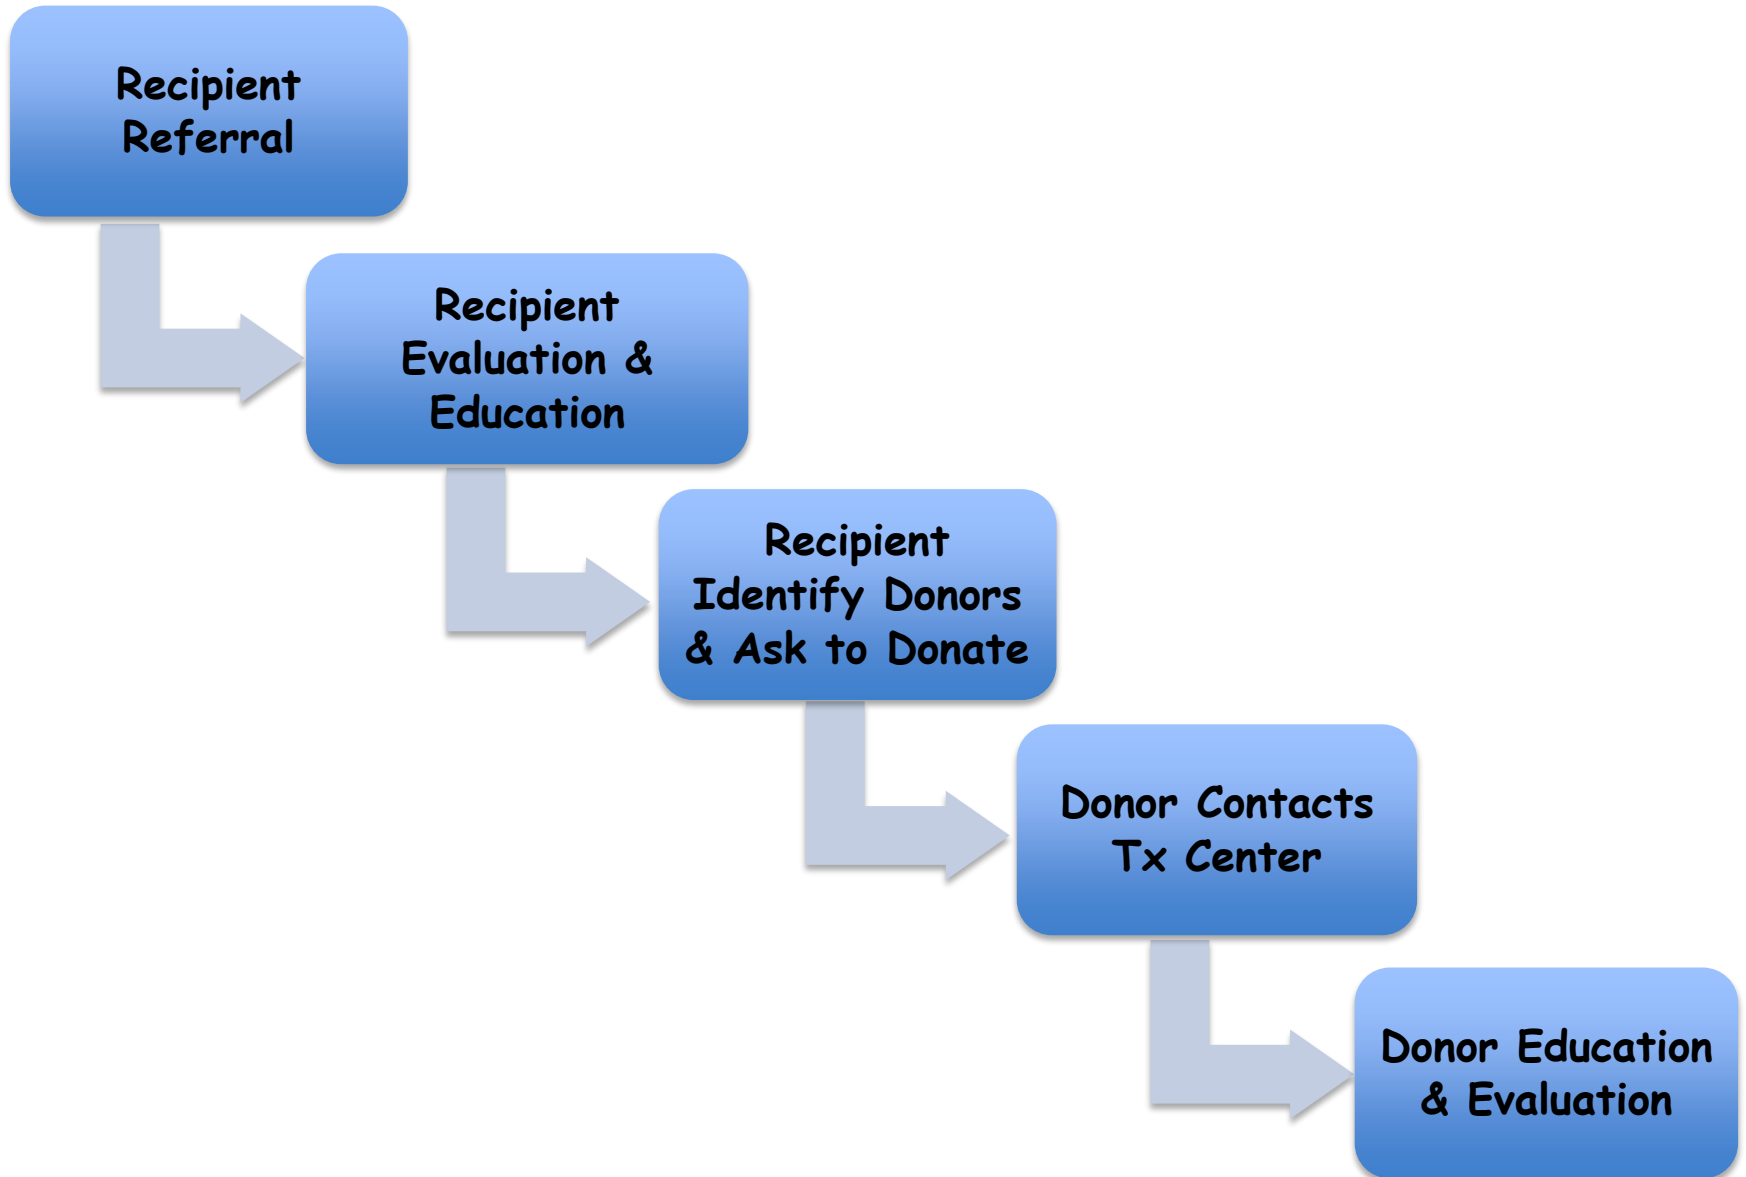 Recipient
Referral
Recipient
Evaluation &
Education
Recipient
Identify Donors
& Ask to Donate
Donor Contacts
Tx Center
Donor Education
& Evaluation